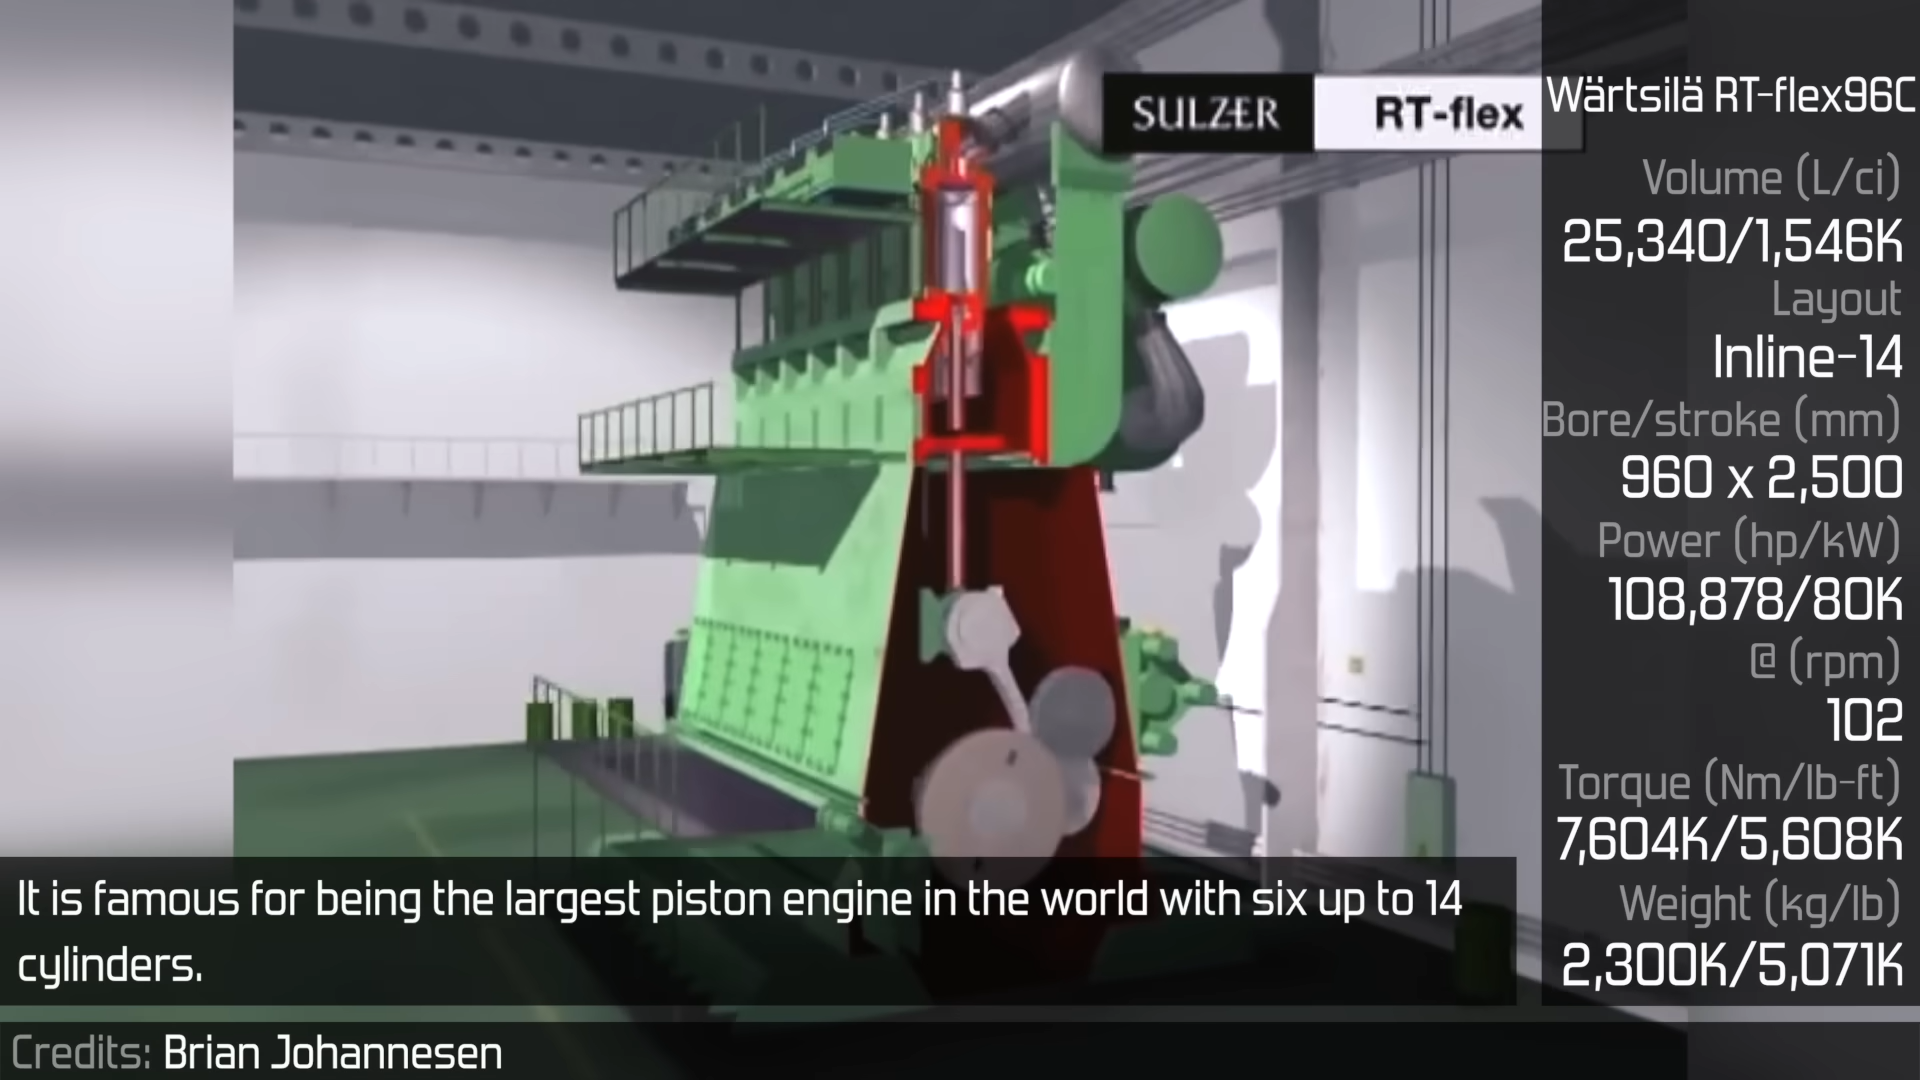 SULZER RT-flex
Wärtsilä RT-flex96C
Volume (L/ci)
25,340/1,546K
Layout
Inline-14
Bore/stroke (mm)
960 x 2,500
Power (hp/kW)
108,878/80K
@ (rpm)
102
Torque (Nm/lb-ft)
7,604K/5,608K
Weight (kg/lb)
2,300K/5,071K
It is famous for being the largest piston engine in the world with six up to 14
cylinders.
Credits: Brian Johannesen